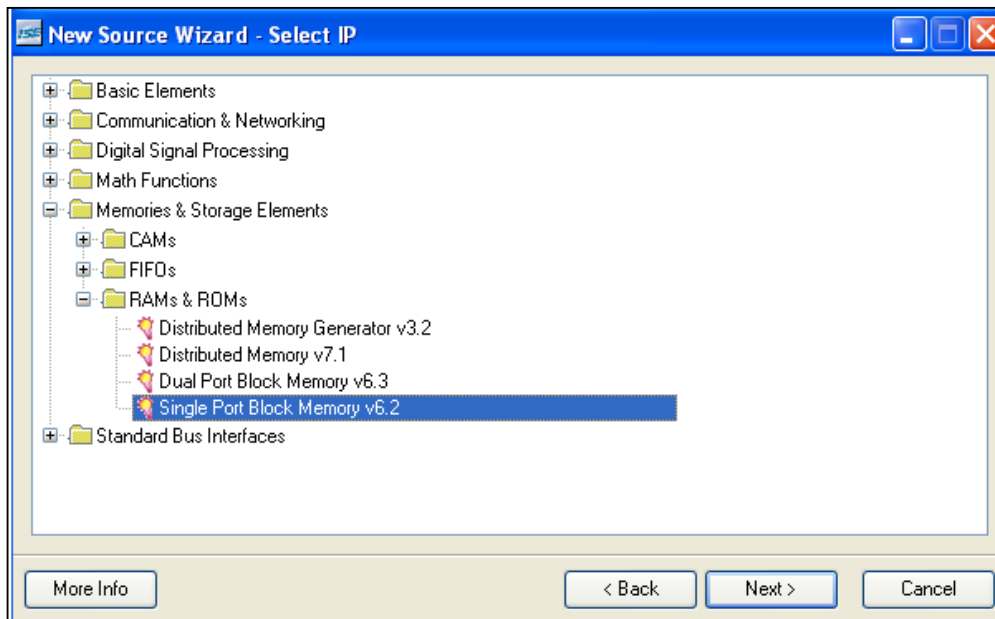 ISE New Source Wizard - Select IP
Basic Elements
Communication & Networking
Digital Signal Processing
Math Functions
Memories & Storage Elements
CAMs
FIFOs
RAMs & ROMs
Distributed Memory Generator v3.2
Distributed Memory v7.1
Dual Port Block Memory v6.3
Single Port Block Memory v6.2
Standard Bus Interfaces
More Info < Back Next > Cancel